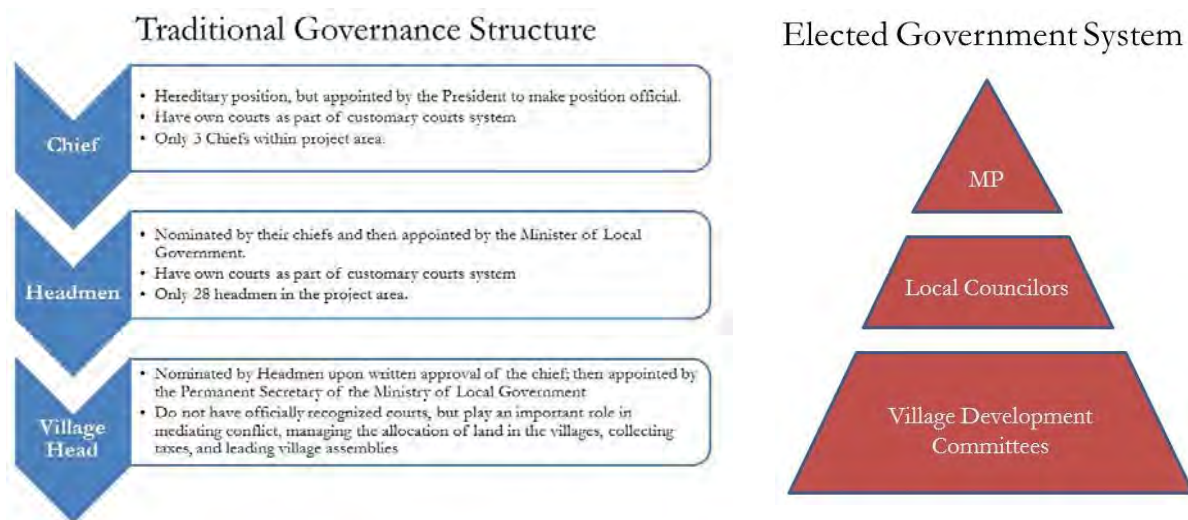 Traditional Governance Structure
Chief
• Hereditary position, but appointed by the President to make position official.
• Have own courts as part of customary courts system
• Only 3 Chiefs within project area.
Headmen
• Nominated by their chiefs and then appointed by the Minister of Local
Government.
• Have own courts as part of customary courts system
• Only 28 headmen in the project area.
Village
Head
• Nominated by Headmen upon written approval of the chief; then appointed by
the Permanent Secretary of the Ministry of Local Government
• Do not have officially recognized courts, but play an important role in
mediating conflict, managing the allocation of land in the villages, collecting
taxes, and leading village assemblies
Elected Government System
MP
Local Councilors
Village Development
Committees